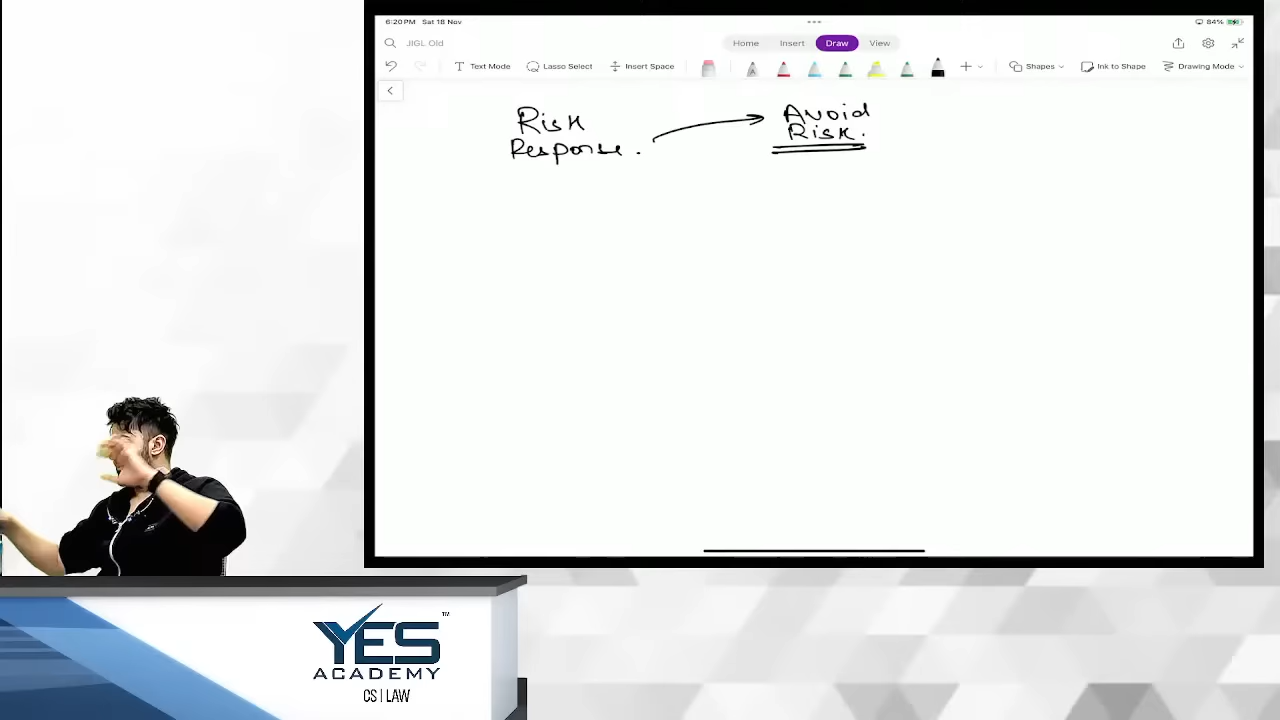 6:20 PM Sat 18 Nov
84%
JIGL Old
Home Insert Draw View
Text Mode Lasso Select Insert Space Shapes Ink to Shape Drawing Mode
Risk
Response.
Avoid
Risk.
YES™
ACADEMY
CS | LAW